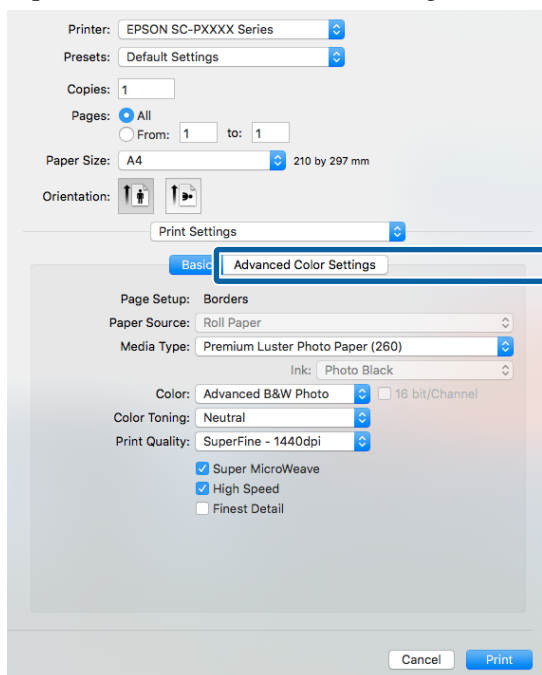 Printer: EPSON SC-PXXXX Series
Presets: Default Settings
Copies: 1
Pages: All
From: 1 to: 1
Paper Size: A4 210 by 297 mm
Orientation:
Print Settings
Basic Advanced Color Settings
Page Setup: Borders
Paper Source: Roll Paper
Media Type: Premium Luster Photo Paper (260)
Ink: Photo Black
Color: Advanced B&W Photo 16 bit/Channel
Color Toning: Neutral
Print Quality: SuperFine - 1440dpi
Super MicroWeave
High Speed
Finest Detail
Cancel Print